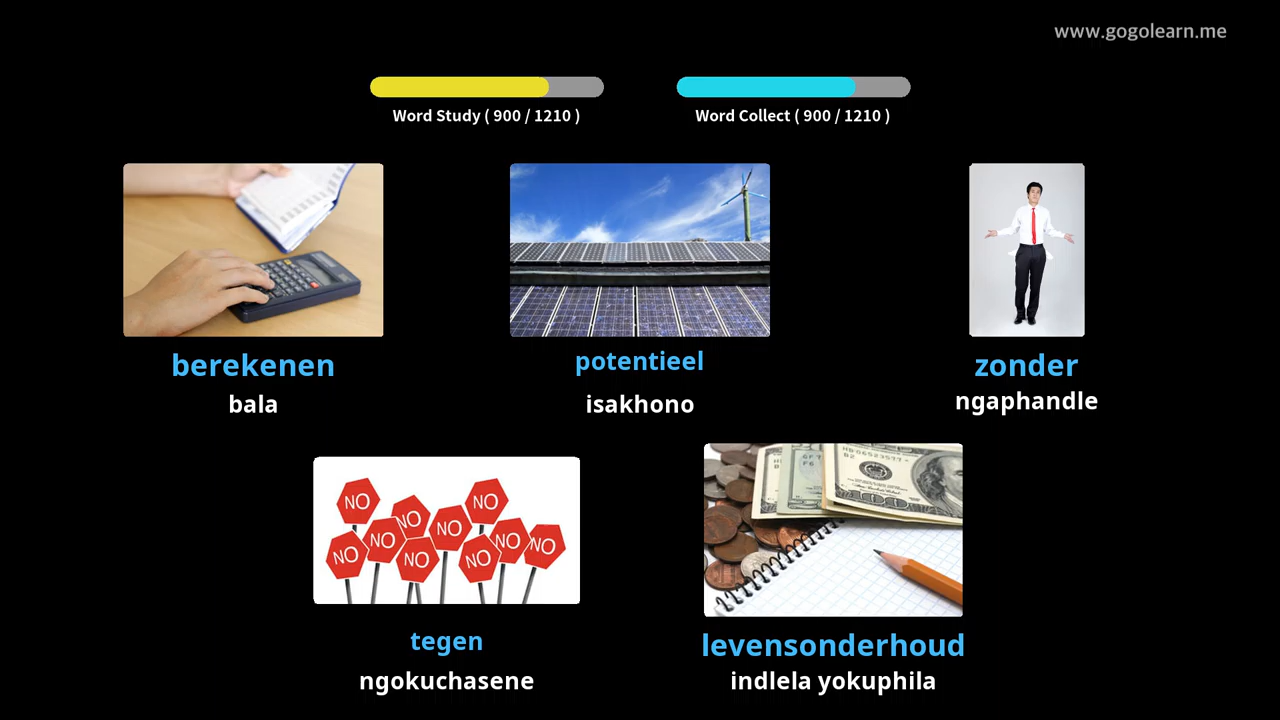 www.gogolearn.me
Word Study ( 900 / 1210 )
Word Collect ( 900 / 1210 )
berekenen
bala
potentieel
isakhono
zonder
ngaphandle
NO
NO
NO
NO
NO
NO
NO
NO
NO
NO
100
tegen
ngokuchasene
levensonderhoud
indlela yokuphila